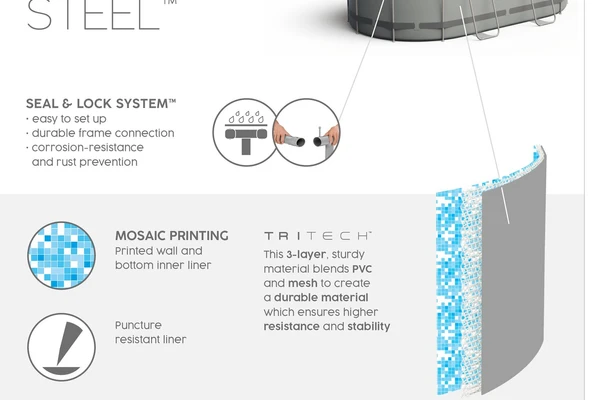 STEEL™
SEAL & LOCK SYSTEM™
· easy to set up
· durable frame connection
· corrosion-resistance
and rust prevention
MOSAIC PRINTING
Printed wall and
bottom inner liner
Puncture
resistant liner
TRITECH™
This 3-layer, sturdy
material blends PVC
and mesh to create
a durable material
which ensures higher
resistance and stability